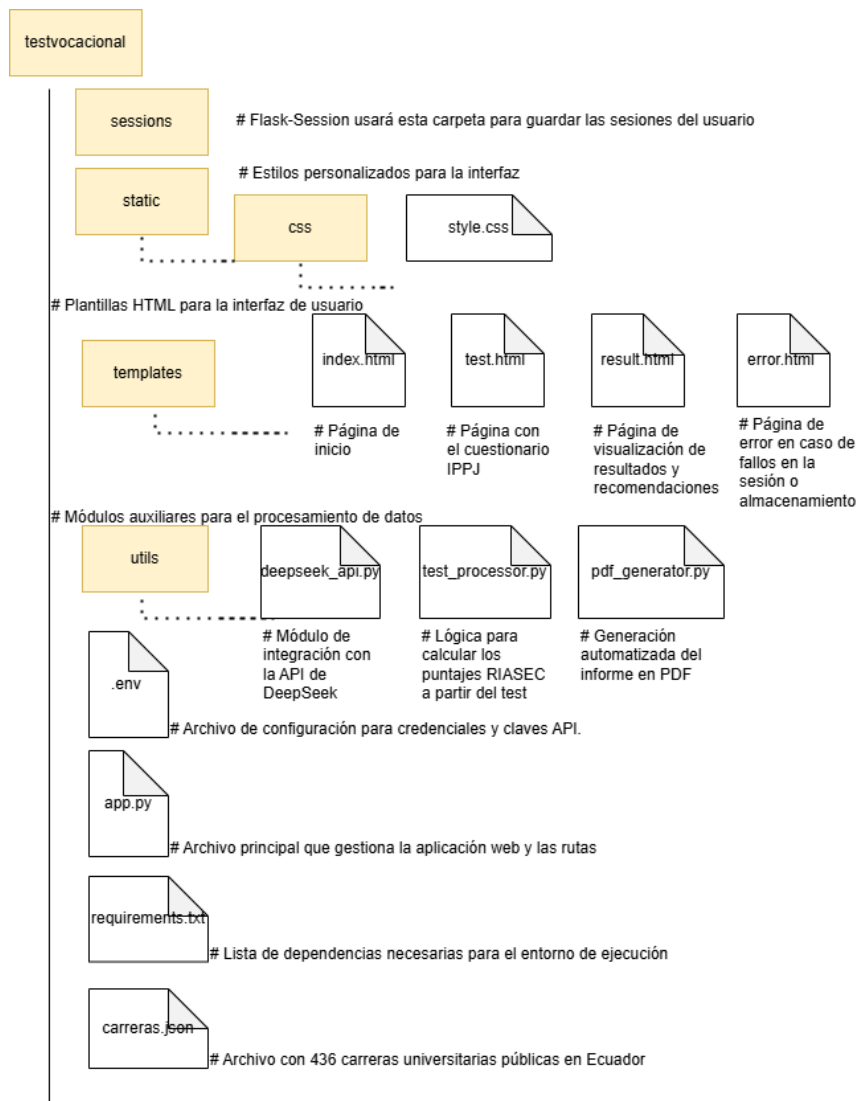 testvocacional
sessions
# Flask-Session usará esta carpeta para guardar las sesiones del usuario
# Estilos personalizados para la interfaz
static
css
style.css
# Plantillas HTML para la interfaz de usuario
templates
index.html
test.html
result.html
error.html
# Página de
inicio
# Página con
el cuestionario
IPPJ
# Página de
visualización de
resultados y
recomendaciones
# Página de
error en caso de
fallos en la
sesión o
almacenamiento
# Módulos auxiliares para el procesamiento de datos
utils
deepseek_api.py
test_processor.py
pdf_generator.py
# Módulo de
integración con
la API de
DeepSeek
# Lógica para
calcular los
puntajes RIASEC
a partir del test
# Generación
automatizada del
informe en PDF
.env
# Archivo de configuración para credenciales y claves API.
app.py
# Archivo principal que gestiona la aplicación web y las rutas
requirements.txt
# Lista de dependencias necesarias para el entorno de ejecución
carreras.json
# Archivo con 436 carreras universitarias públicas en Ecuador